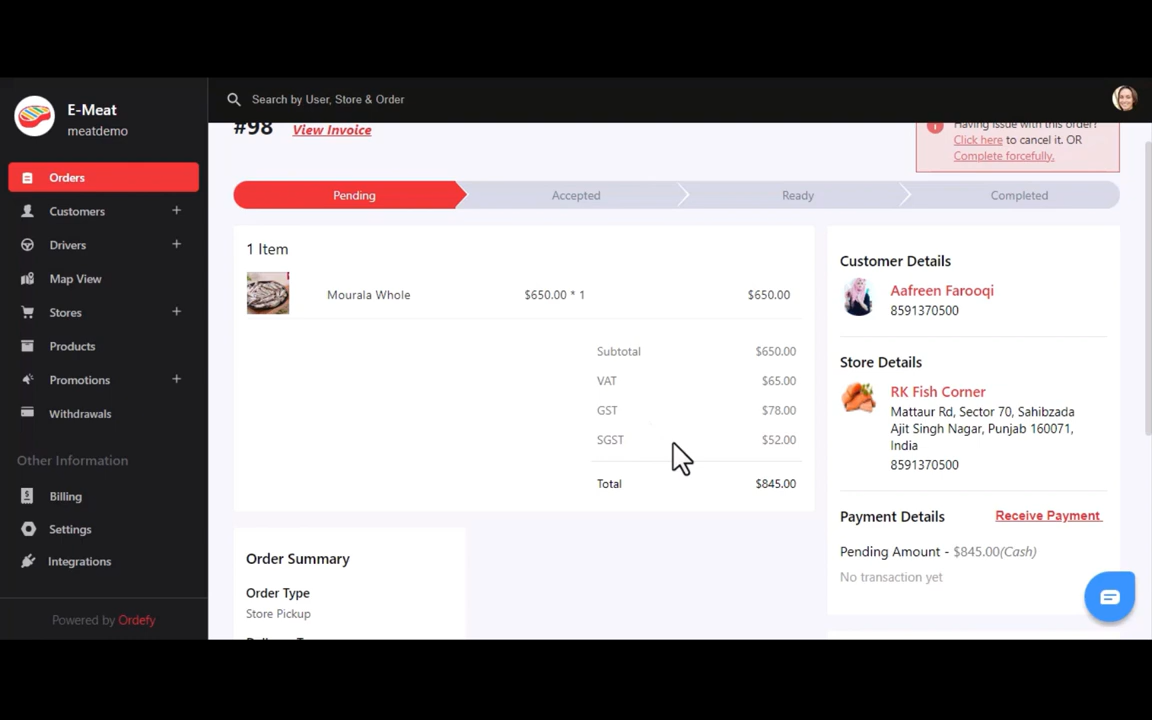 E-Meat
meatdemo
Orders
Customers +
Drivers +
Map View
Stores +
Products
Promotions +
Withdrawals
Other Information
Billing
Settings
Integrations
Powered by Ordefy
Search by User, Store & Order
#98 View Invoice
Having issue with this order?
Click here to cancel it. OR
Complete forcefully.
Pending Accepted Ready Completed
1 Item
Mourala Whole $650.00 * 1 $650.00
Subtotal $650.00
VAT $65.00
GST $78.00
SGST $52.00
Total $845.00
Order Summary
Order Type
Store Pickup
Customer Details
Aafreen Farooqi
8591370500
Store Details
RK Fish Corner
Mattaur Rd, Sector 70, Sahibzada
Ajit Singh Nagar, Punjab 160071,
India
8591370500
Payment Details Receive Payment
Pending Amount - $845.00(Cash)
No transaction yet